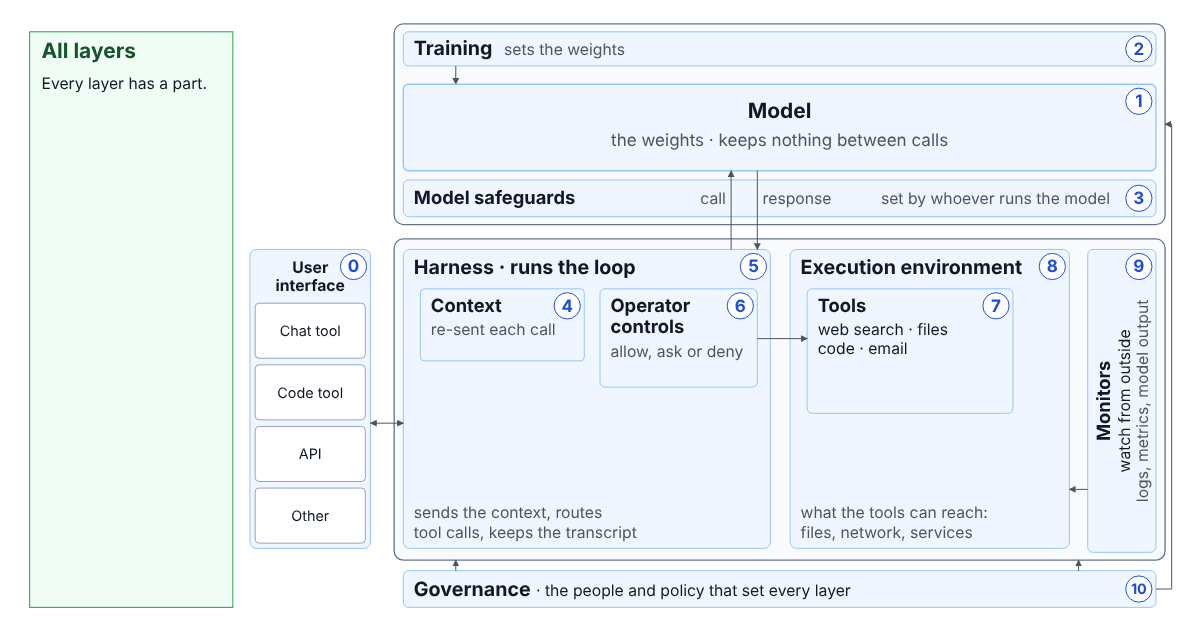 All layers
Every layer has a part.
Training sets the weights
2
Model
1
the weights · keeps nothing between calls
Model safeguards
call
response
set by whoever runs the model
3
User
interface
0
Chat tool
Code tool
API
Other
Harness · runs the loop
5
Context
4
re-sent each call
Operator
controls
6
allow, ask or deny
sends the context, routes
tool calls, keeps the transcript
Execution environment
8
Tools
7
web search · files
code · email
what the tools can reach:
files, network, services
9
Monitors
watch from outside
logs, metrics, model output
Governance · the people and policy that set every layer
10